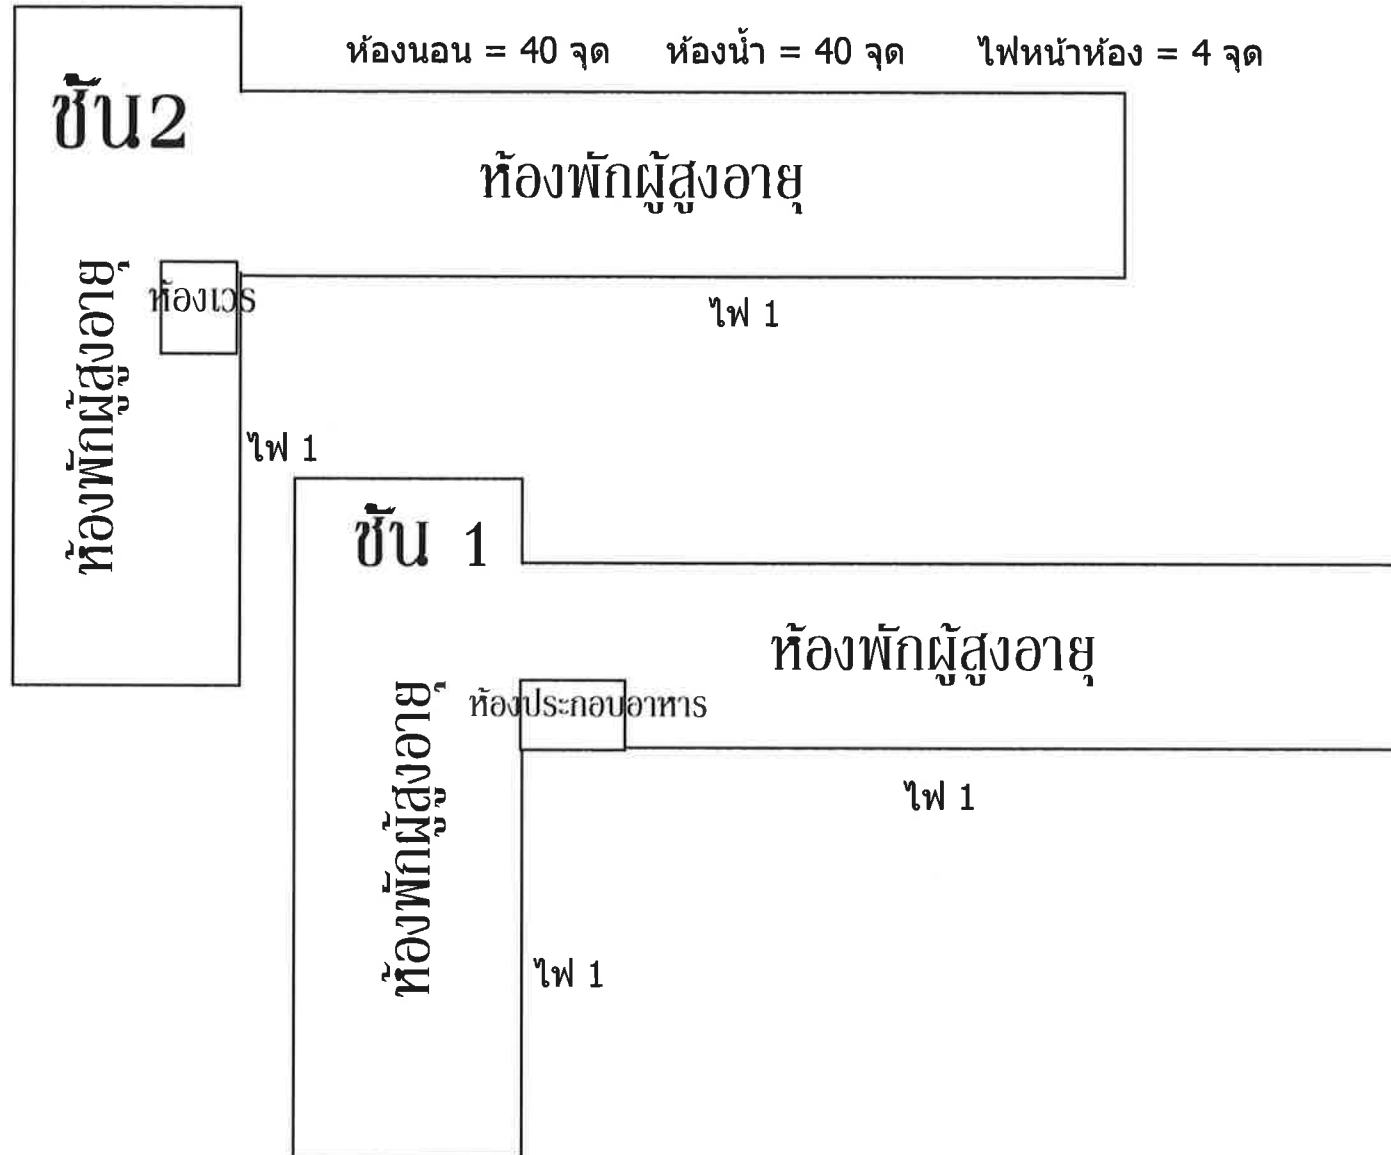 ห้องนอน = 40 จุด ห้องน้ำ = 40 จุด ไฟหน้าห้อง = 4 จุด
ชั้น2
ห้องพักผู้สูงอายุ
ห้องเวร
ไฟ 1
ห้องพักผู้สูงอายุ
ไฟ 1
ชั้น 1
ห้องพักผู้สูงอายุ
ห้องประกอบอาหาร
ไฟ 1
ห้องพักผู้สูงอายุ
ไฟ 1